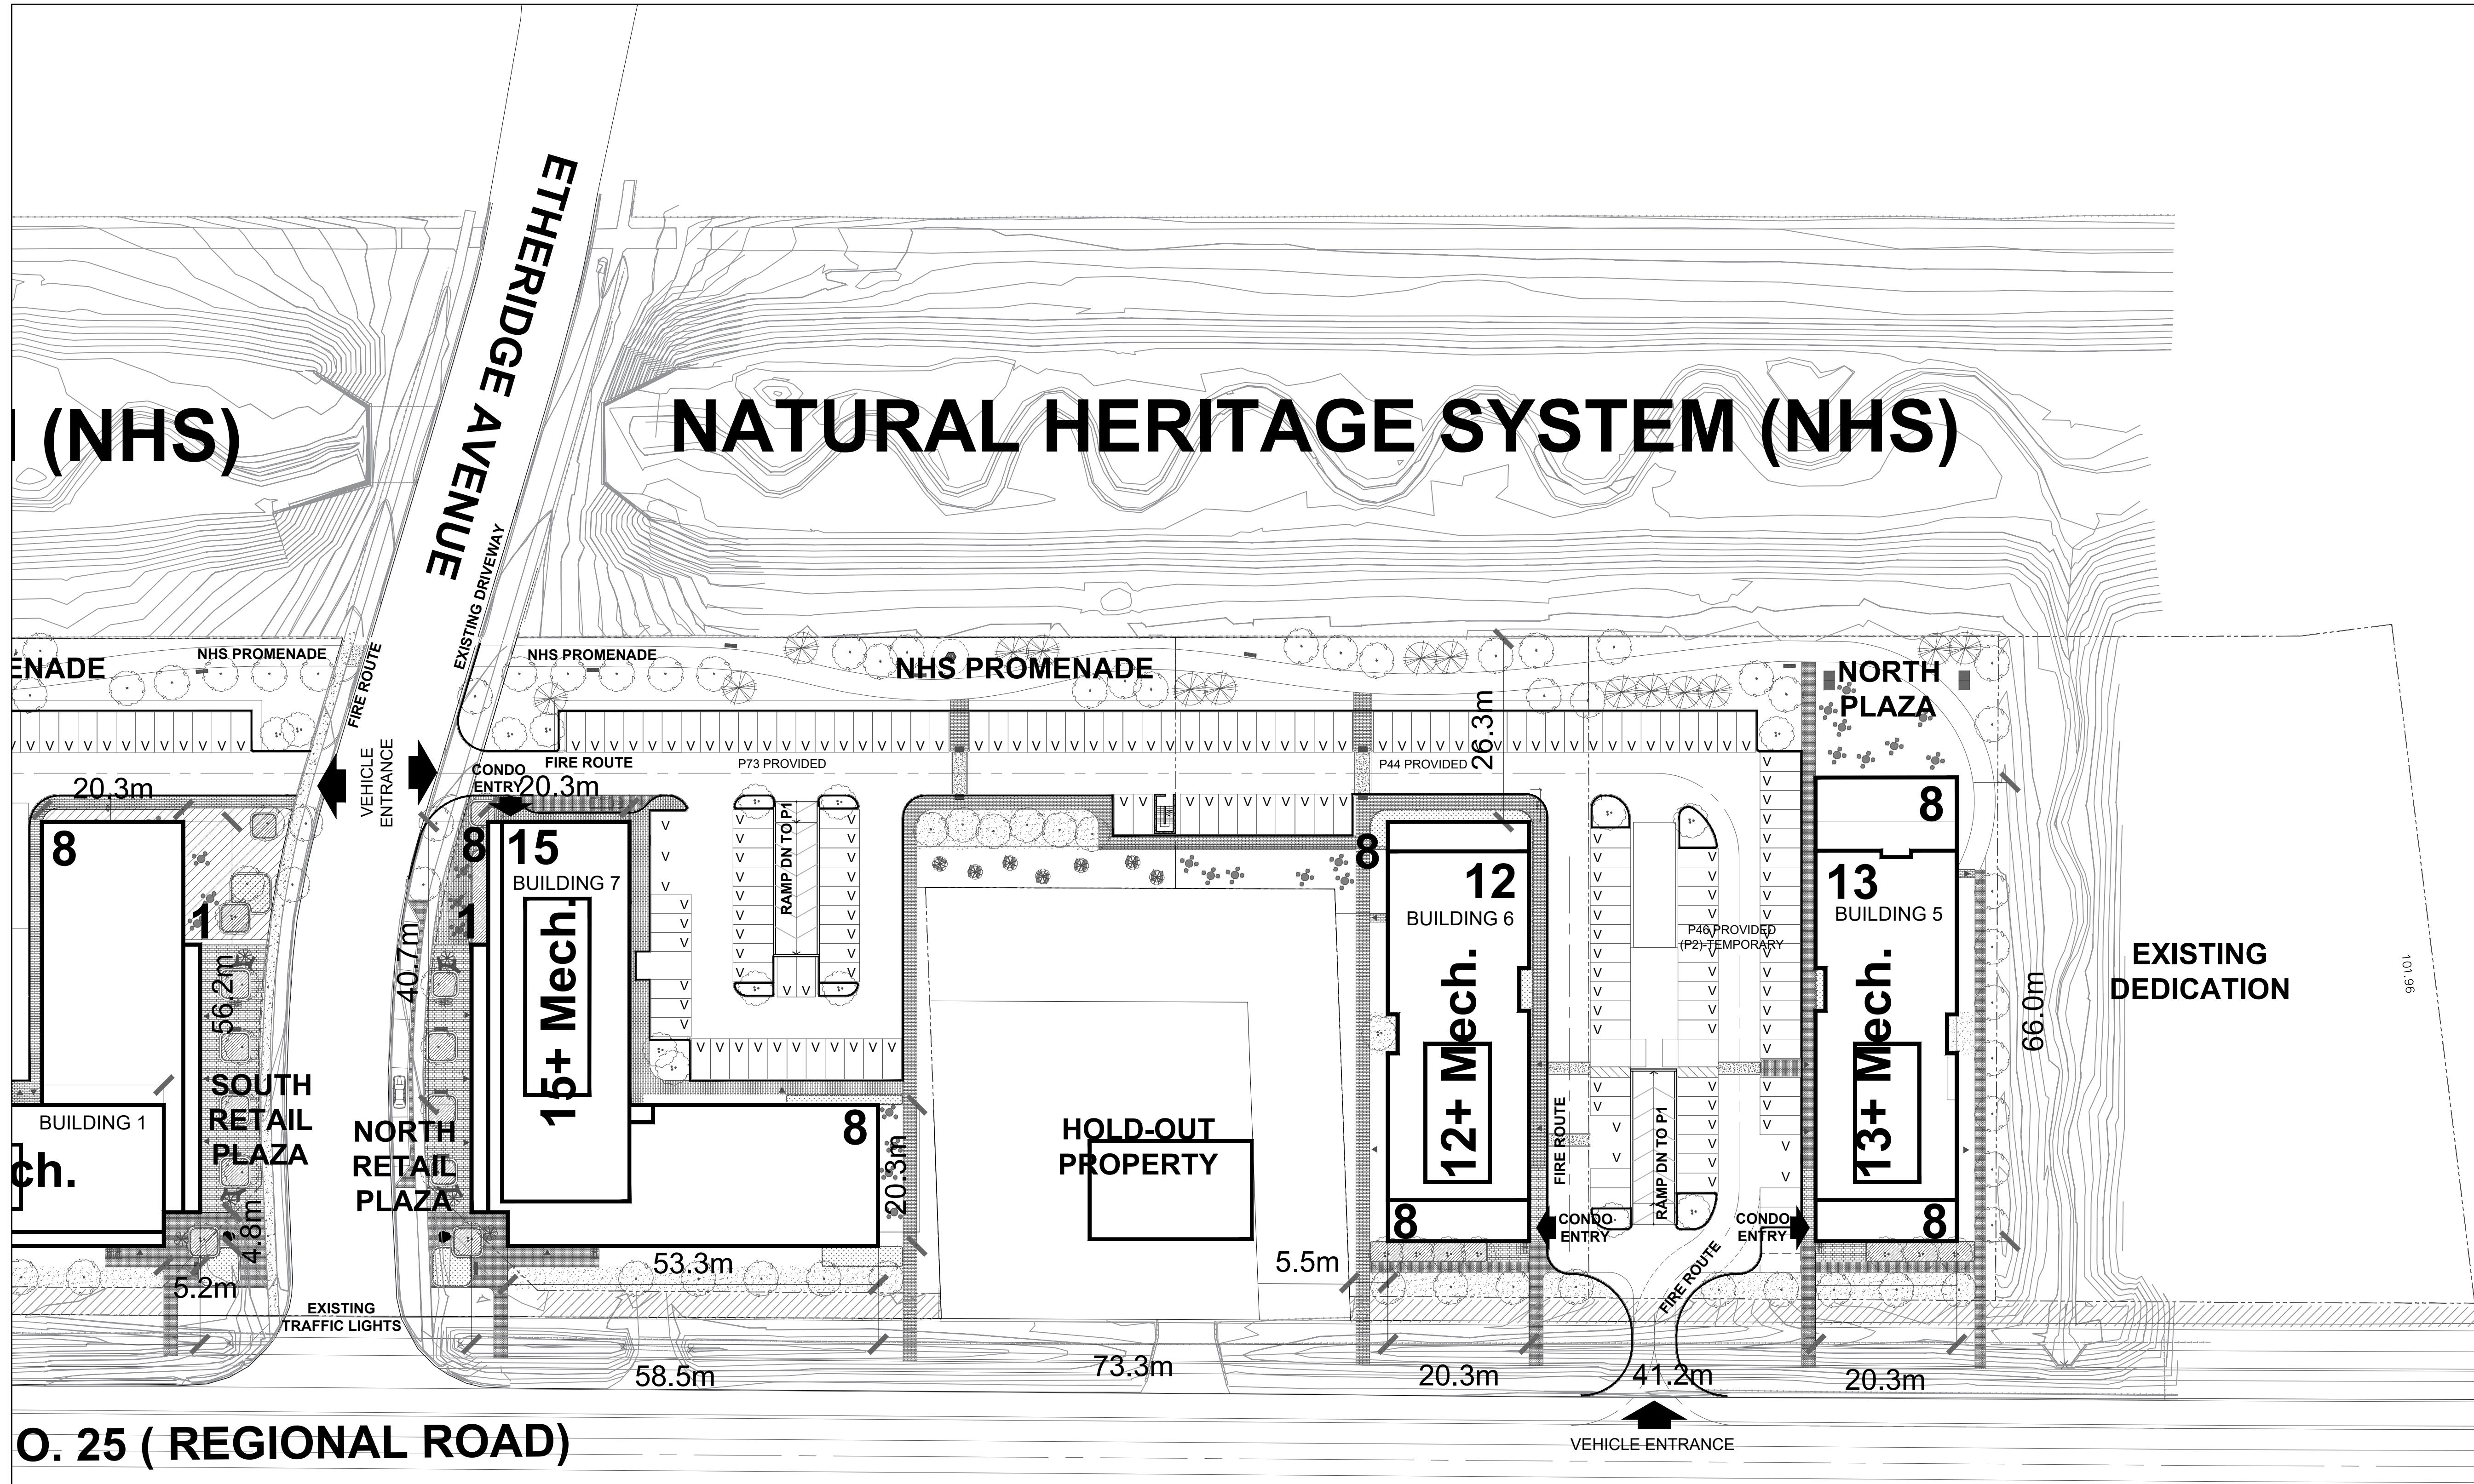 ETHERIDGE AVENUE
(NHS)
NATURAL HERITAGE SYSTEM (NHS)
EXISTING DRIVEWAY
FIRE ROUTE
ENADE
NHS PROMENADE
NHS PROMENADE
NHS PROMENADE
NORTH
PLAZA
26.3m
VEHICLE
ENTRANCE
CONDO
ENTRY
FIRE ROUTE
P73 PROVIDED
P44 PROVIDED
20.3m
20.3m
8
1
8
15
BUILDING 7
15+ Mech.
1
RAMP DN TO P1
8
12
BUILDING 6
12+ Mech.
8
P46 PROVIDED
(P2)-TEMPORARY
8
13
BUILDING 5
13+ Mech.
8
EXISTING
DEDICATION
101.96
66.0m
56.2m
40.7m
BUILDING 1
ch.
SOUTH
RETAIL
PLAZA
NORTH
RETAIL
PLAZA
8
20.3m
HOLD-OUT
PROPERTY
FIRE ROUTE
RAMP DN TO P1
CONDO
ENTRY
CONDO
ENTRY
FIRE ROUTE
4.8m
5.2m
53.3m
5.5m
EXISTING
TRAFFIC LIGHTS
58.5m
73.3m
20.3m
41.2m
20.3m
O. 25 ( REGIONAL ROAD)
VEHICLE ENTRANCE